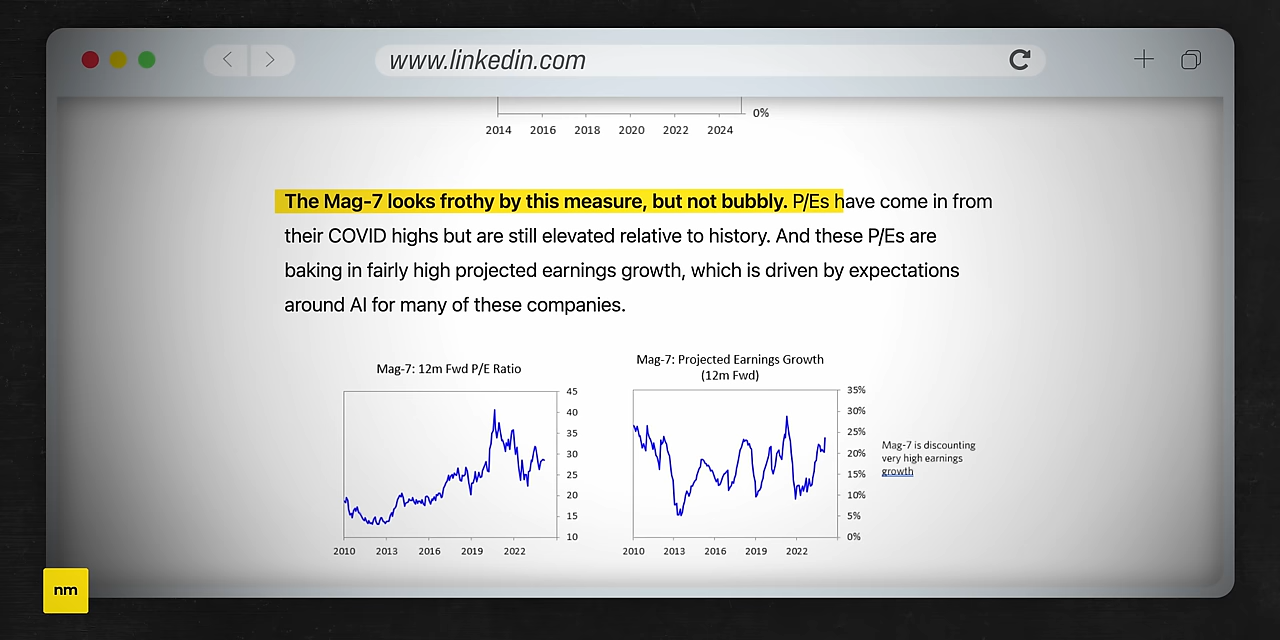 www.linkedin.com
0%
2014 2016 2018 2020 2022 2024
The Mag-7 looks frothy by this measure, but not bubbly. P/Es have come in from
their COVID highs but are still elevated relative to history. And these P/Es are
baking in fairly high projected earnings growth, which is driven by expectations
around AI for many of these companies.
Mag-7: 12m Fwd P/E Ratio
45
40
35
30
25
20
15
10
2010 2013 2016 2019 2022
Mag-7: Projected Earnings Growth
(12m Fwd)
35%
30%
25%
20%
15%
10%
5%
0%
2010 2013 2016 2019 2022
Mag-7 is discounting
very high earnings
growth
nm